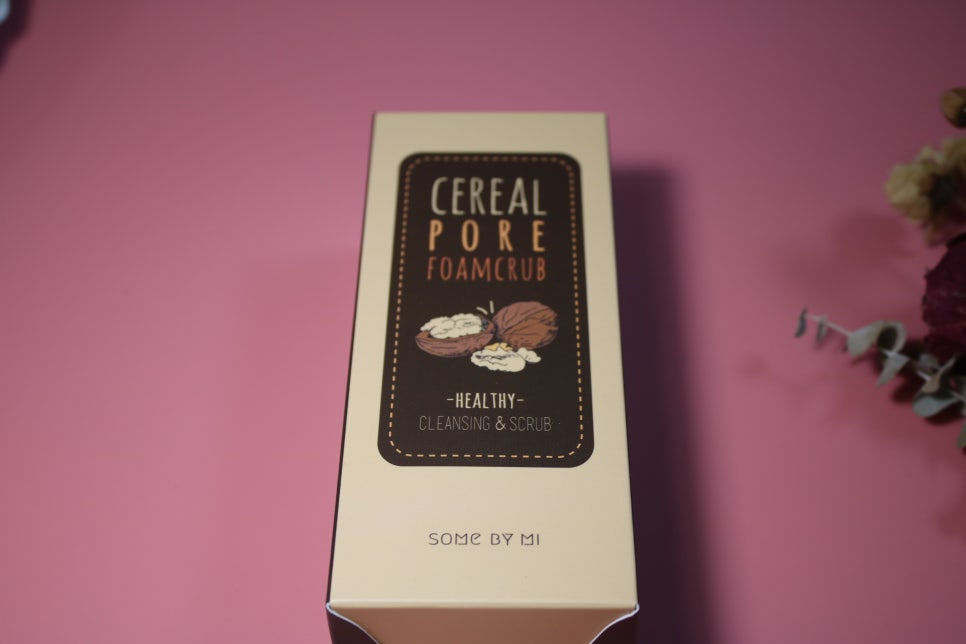 CEREAL
PORE
FOAMCRUB
-HEALTHY-
CLEANSING & SCRUB
SOME BY MI